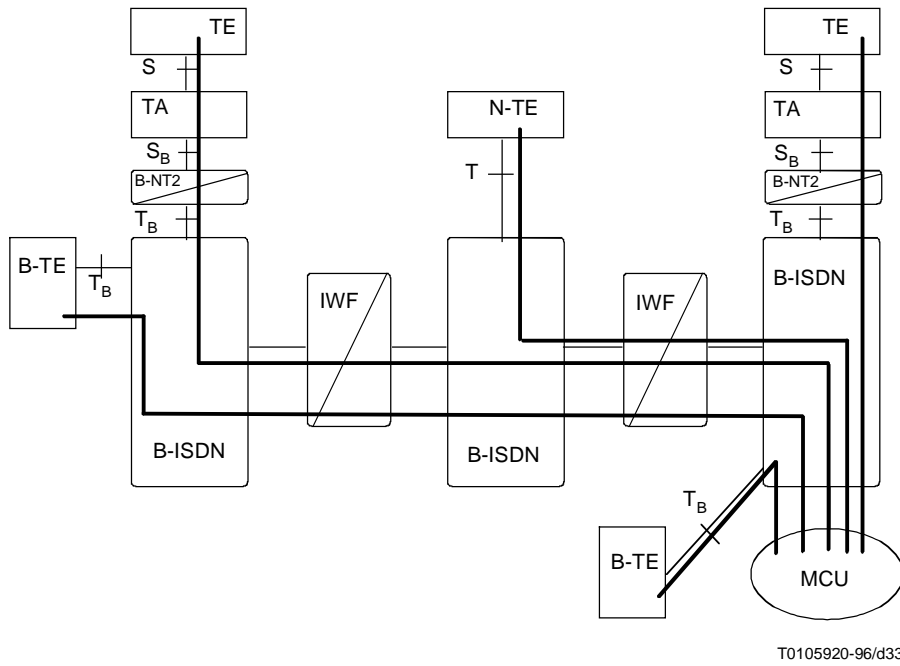 TE
TE
S
S
TA
N-TE
TA
S_B
S_B
T
B-NT2
B-NT2
T_B
T_B
B-TE
T_B
B-ISDN
IWF
IWF
B-ISDN
B-ISDN
T_B
B-TE
MCU
T0105920-96/d33